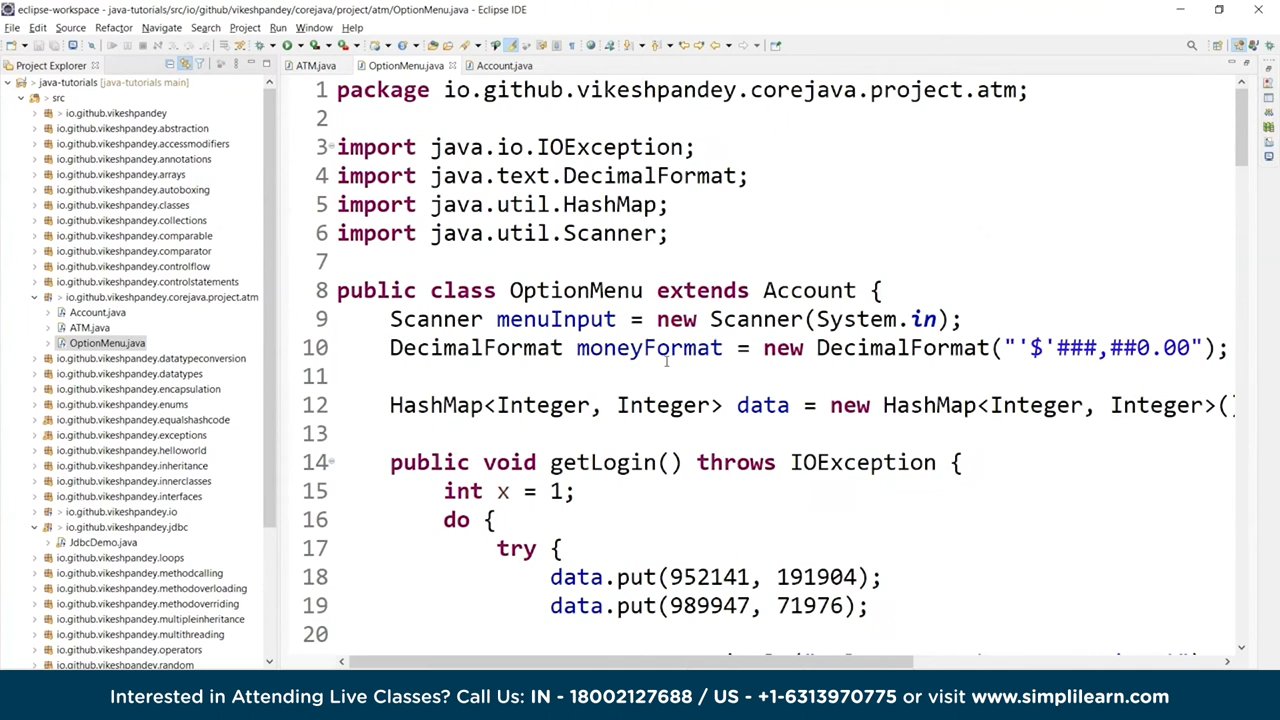 eclipse-workspace - java-tutorials/src/io/github/vikeshpandey/corejava/project/atm/OptionMenu.java - Eclipse IDE
File Edit Source Refactor Navigate Search Project Run Window Help
Project Explorer
ATM.java
OptionMenu.java
Account.java
java-tutorials [java-tutorials main]
src
> io.github.vikeshpandey
io.github.vikeshpandey.abstraction
io.github.vikeshpandey.accessmodifiers
io.github.vikeshpandey.annotations
io.github.vikeshpandey.arrays
io.github.vikeshpandey.autoboxing
io.github.vikeshpandey.classes
io.github.vikeshpandey.collections
io.github.vikeshpandey.comparable
io.github.vikeshpandey.comparator
io.github.vikeshpandey.controlflow
io.github.vikeshpandey.controlstatements
> io.github.vikeshpandey.corejava.project.atm
> Account.java
ATM.java
> OptionMenu.java
io.github.vikeshpandey.datatypeconversion
io.github.vikeshpandey.datatypes
io.github.vikeshpandey.encapsulation
io.github.vikeshpandey.enums
io.github.vikeshpandey.equalshashcode
io.github.vikeshpandey.exceptions
io.github.vikeshpandey.helloworld
io.github.vikeshpandey.inheritance
io.github.vikeshpandey.innerclasses
io.github.vikeshpandey.interfaces
> io.github.vikeshpandey.io
> io.github.vikeshpandey.jdbc
> JdbcDemo.java
io.github.vikeshpandey.loops
io.github.vikeshpandey.methodcalling
io.github.vikeshpandey.methodoverloading
io.github.vikeshpandey.methodoverriding
io.github.vikeshpandey.multipleinheritance
io.github.vikeshpandey.multithreading
io.github.vikeshpandey.operators
io.github.vikeshpandey.random
1 package io.github.vikeshpandey.corejava.project.atm;
2
3 import java.io.IOException;
4 import java.text.DecimalFormat;
5 import java.util.HashMap;
6 import java.util.Scanner;
7
8 public class OptionMenu extends Account {
9 Scanner menuInput = new Scanner(System.in);
10 DecimalFormat moneyFormat = new DecimalFormat("'$'###,##0.00");
11
12 HashMap<Integer, Integer> data = new HashMap<Integer, Integer>()
13
14 public void getLogin() throws IOException {
15 int x = 1;
16 do {
17 try {
18 data.put(952141, 191904);
19 data.put(989947, 71976);
20
Interested in Attending Live Classes? Call Us: IN - 18002127688 / US - +1-6313970775 or visit www.simplilearn.com